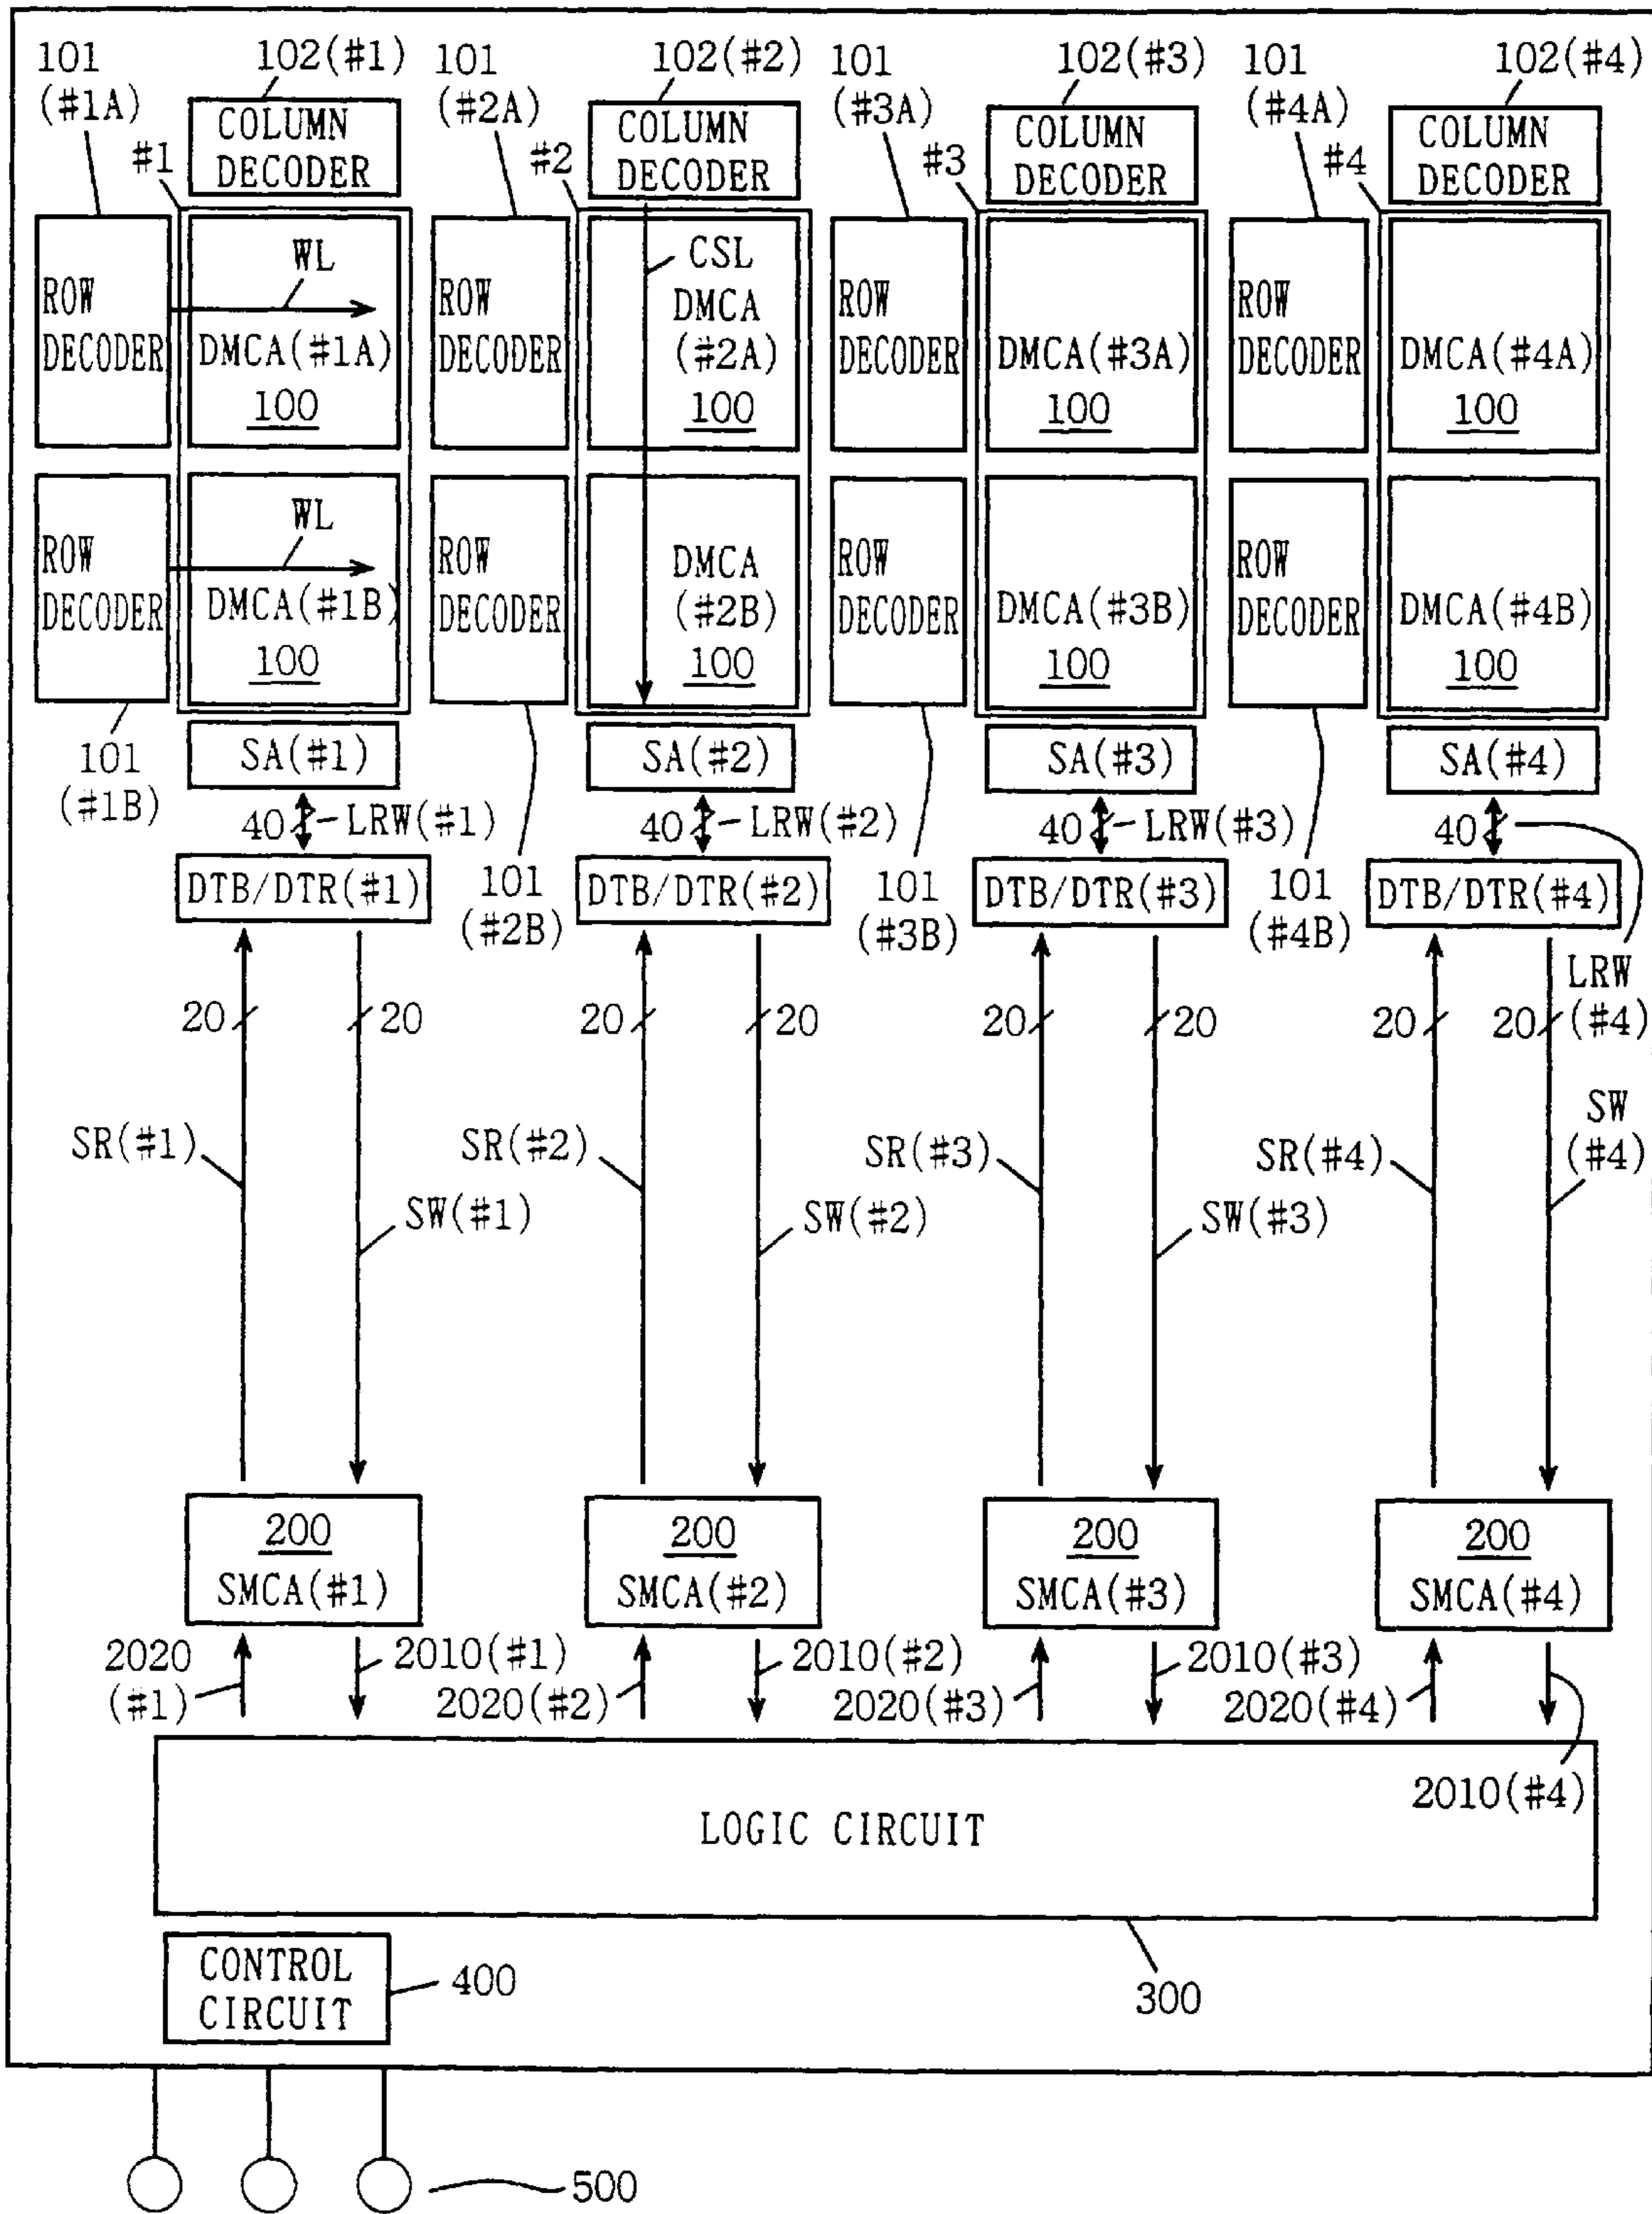 102(#1)
102(#2)
102(#3)
102(#4)
101
(#1A)
101
(#2A)
101
(#3A)
101
(#4A)
COLUMN
DECODER
COLUMN
DECODER
COLUMN
DECODER
COLUMN
DECODER
#1
#2
#3
#4
ROW
DECODER
WL
DMCA(#1A)
100
ROW
DECODER
CSL
DMCA
(#2A)
100
ROW
DECODER
DMCA(#3A)
100
ROW
DECODER
DMCA(#4A)
100
ROW
DECODER
WL
DMCA(#1B)
100
ROW
DECODER
DMCA
(#2B)
100
ROW
DECODER
DMCA(#3B)
100
ROW
DECODER
DMCA(#4B)
100
101
(#1B)
SA(#1)
SA(#2)
SA(#3)
SA(#4)
40
LRW(#1)
40
LRW(#2)
40
LRW(#3)
40
DTB/DTR(#1)
101
(#2B)
DTB/DTR(#2)
101
(#3B)
DTB/DTR(#3)
101
(#4B)
DTB/DTR(#4)
LRW
(#4)
20
20
20
20
20
20
20
20
SR(#1)
SW(#1)
SR(#2)
SW(#2)
SR(#3)
SW(#3)
SR(#4)
SW
(#4)
200
SMCA(#1)
200
SMCA(#2)
200
SMCA(#3)
200
SMCA(#4)
2020
(#1)
2010(#1)
2020(#2)
2010(#2)
2020(#3)
2010(#3)
2020(#4)
2010(#4)
LOGIC CIRCUIT
300
CONTROL
CIRCUIT
400
500